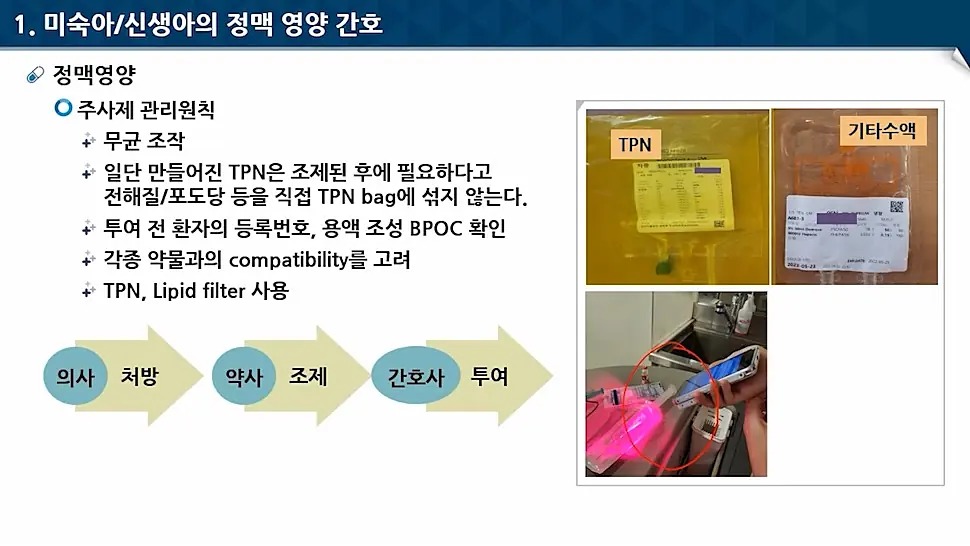 1. 미숙아/신생아의 정맥 영양 간호
정맥영양
주사제 관리원칙
무균 조작
일단 만들어진 TPN은 조제된 후에 필요하다고
전해질/포도당 등을 직접 TPN bag에 섞지 않는다.
투여 전 환자의 등록번호, 용액 조성 BPOC 확인
각종 약물과의 compatibility를 고려
TPN, Lipid filter 사용
의사 처방
약사 조제
간호사 투여
TPN
기타수액